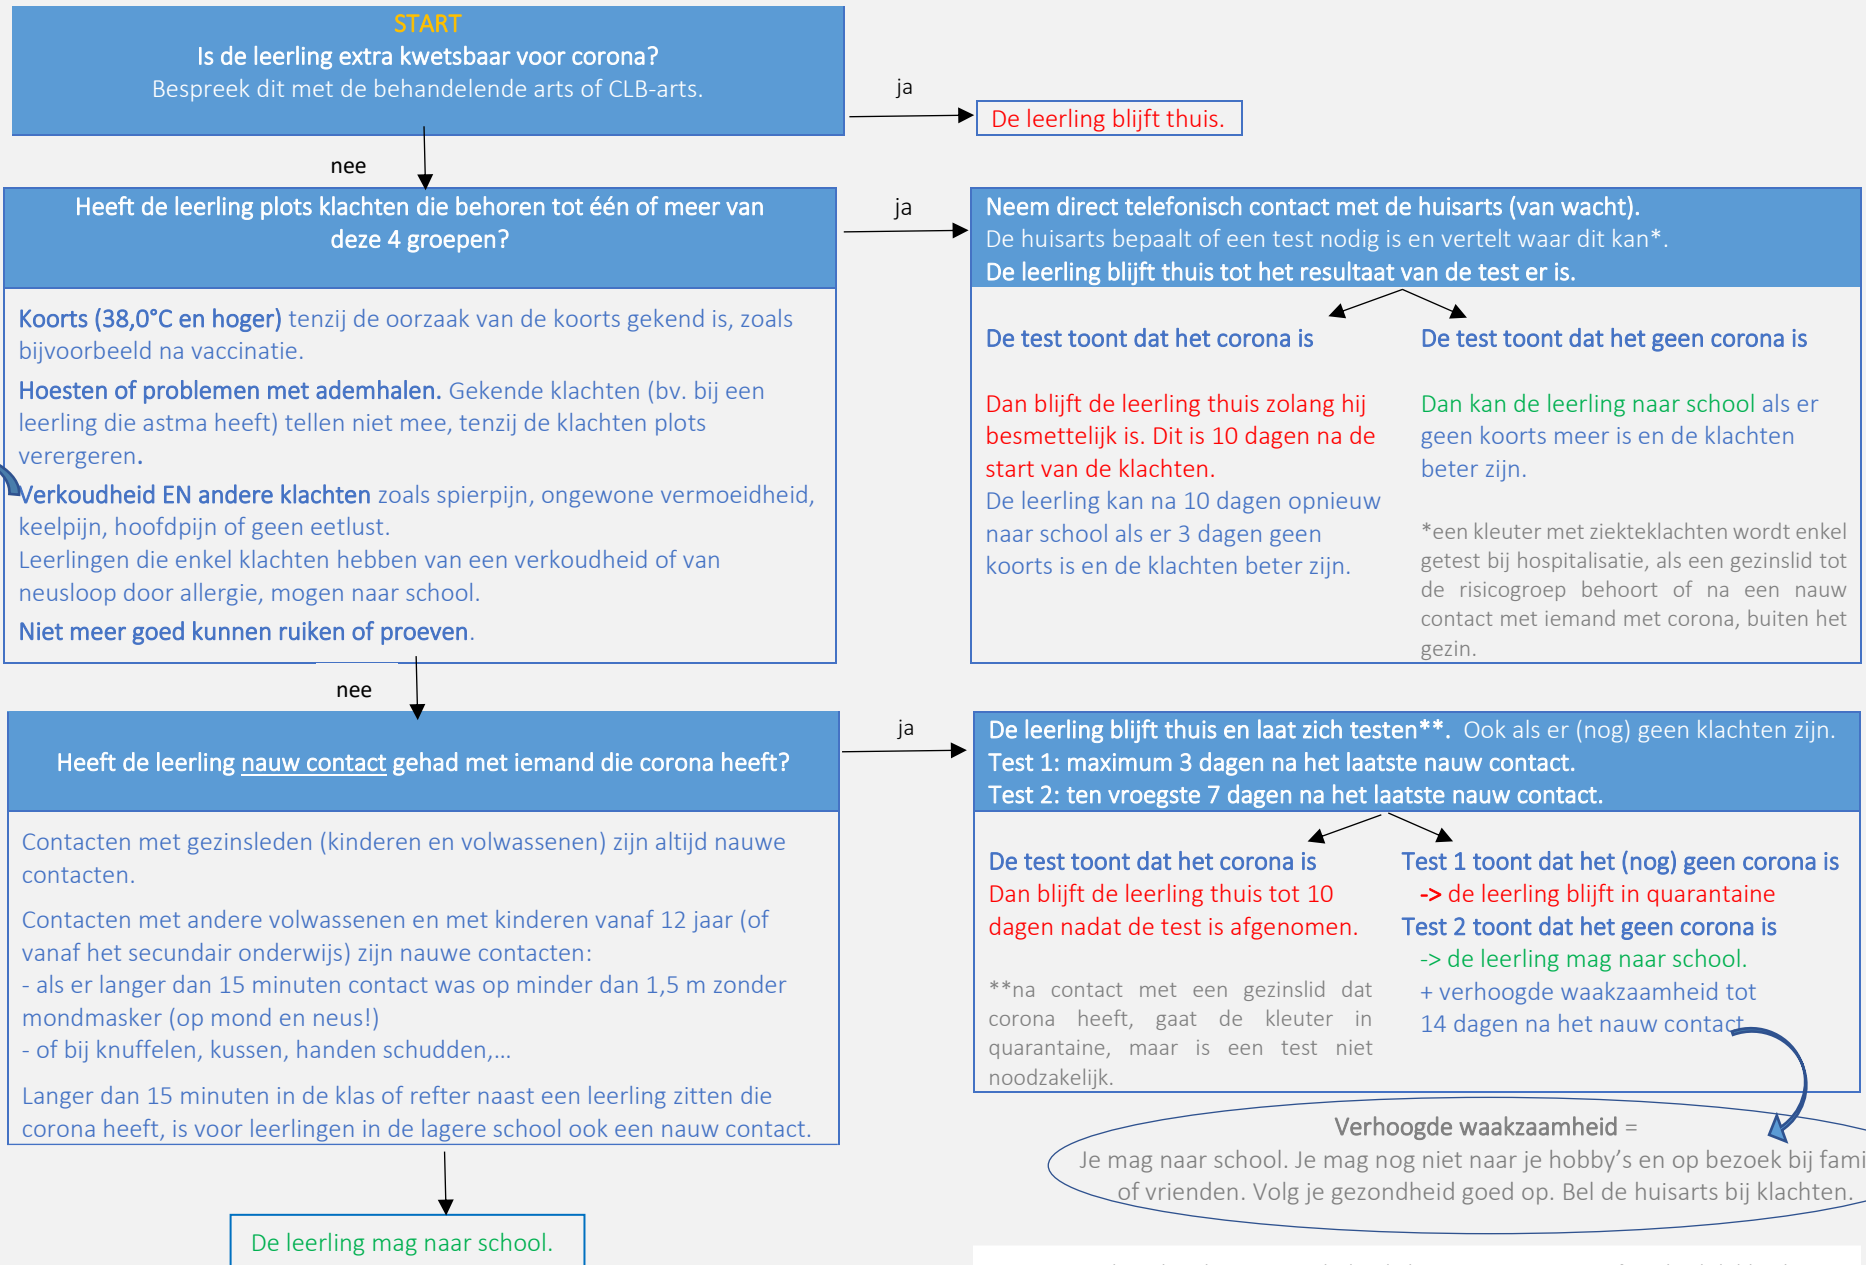 START
Is de leerling extra kwetsbaar voor corona?
Bespreek dit met de behandelende arts of CLB-arts.
ja
De leerling blijft thuis.
nee
Heeft de leerling plots klachten die behoren tot één of meer van
deze 4 groepen?
Koorts (38,0°C en hoger) tenzij de oorzaak van de koorts gekend is, zoals
bijvoorbeeld na vaccinatie.
Hoesten of problemen met ademhalen. Gekende klachten (bv. bij een
leerling die astma heeft) tellen niet mee, tenzij de klachten plots
verergeren.
Verkoudheid EN andere klachten zoals spierpijn, ongewone vermoeidheid,
keelpijn, hoofdpijn of geen eetlust.
Leerlingen die enkel klachten hebben van een verkoudheid of van
neusloop door allergie, mogen naar school.
Niet meer goed kunnen ruiken of proeven.
ja
Neem direct telefonisch contact met de huisarts (van wacht).
De huisarts bepaalt of een test nodig is en vertelt waar dit kan*.
De leerling blijft thuis tot het resultaat van de test er is.
De test toont dat het corona is
Dan blijft de leerling thuis zolang hij
besmettelijk is. Dit is 10 dagen na de
start van de klachten.
De leerling kan na 10 dagen opnieuw
naar school als er 3 dagen geen
koorts is en de klachten beter zijn.
De test toont dat het geen corona is
Dan kan de leerling naar school als er
geen koorts meer is en de klachten
beter zijn.
*een kleuter met ziekteklachten wordt enkel
getest bij hospitalisatie, als een gezinslid tot
de risicogroep behoort of na een nauw
contact met iemand met corona, buiten het
gezin.
nee
Heeft de leerling nauw contact gehad met iemand die corona heeft?
Contacten met gezinsleden (kinderen en volwassenen) zijn altijd nauwe
contacten.
Contacten met andere volwassenen en met kinderen vanaf 12 jaar (of
vanaf het secundair onderwijs) zijn nauwe contacten:
- als er langer dan 15 minuten contact was op minder dan 1,5 m zonder
mondmasker (op mond en neus!)
- of bij knuffelen, kussen, handen schudden,...
Langer dan 15 minuten in de klas of refter naast een leerling zitten die
corona heeft, is voor leerlingen in de lagere school ook een nauw contact.
ja
De leerling blijft thuis en laat zich testen**. Ook als er (nog) geen klachten zijn.
Test 1: maximum 3 dagen na het laatste nauw contact.
Test 2: ten vroegste 7 dagen na het laatste nauw contact.
De test toont dat het corona is
Dan blijft de leerling thuis tot 10
dagen nadat de test is afgenomen.
**na contact met een gezinslid dat
corona heeft, gaat de kleuter in
quarantaine, maar is een test niet
noodzakelijk.
Test 1 toont dat het (nog) geen corona is
-> de leerling blijft in quarantaine
Test 2 toont dat het geen corona is
-> de leerling mag naar school.
+ verhoogde waakzaamheid tot
14 dagen na het nauw contact
Verhoogde waakzaamheid =
Je mag naar school. Je mag nog niet naar je hobby's en op bezoek bij fami
of vrienden. Volg je gezondheid goed op. Bel de huisarts bij klachten.
De leerling mag naar school.